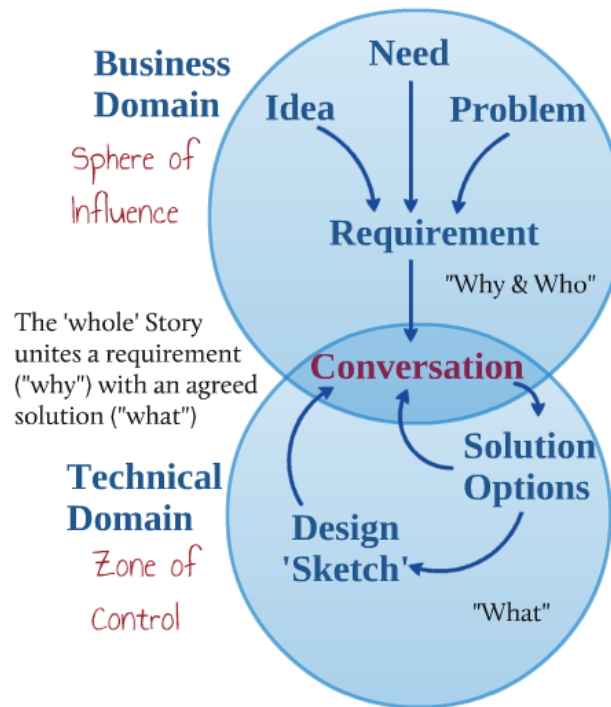 Business
Domain
Sphere of
Influence
Need
Idea
Problem
Requirement
"Why & Who"
The 'whole' Story
unites a requirement
("why") with an agreed
solution ("what")
Conversation
Solution
Options
Technical
Domain
Zone of
Control
Design
'Sketch'
"What"